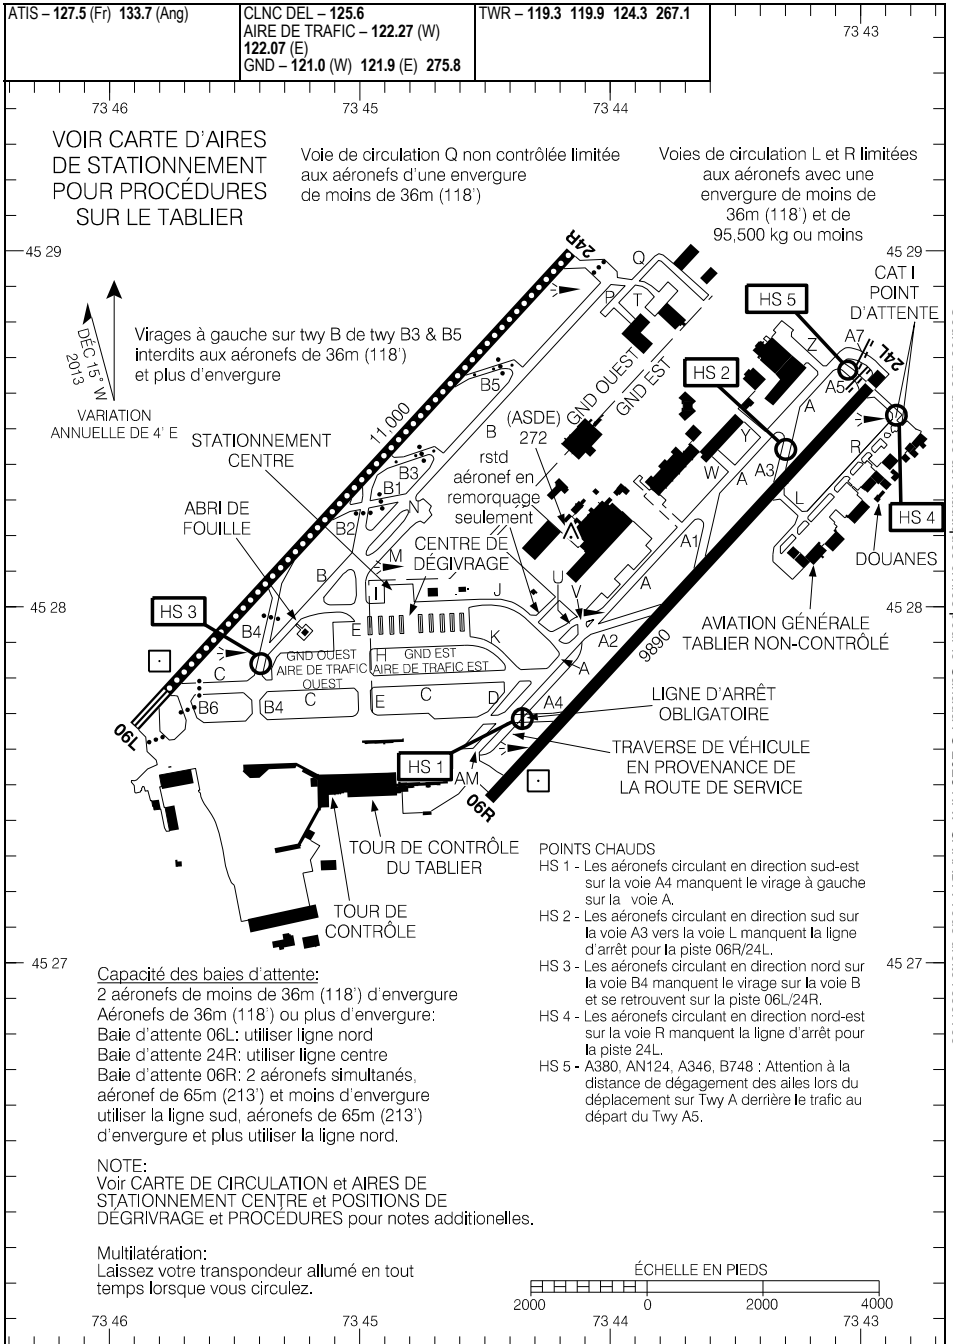 ATIS – 127.5 (Fr) 133.7 (Ang)
CLNC DEL – 125.6
AIRE DE TRAFIC – 122.27 (W)
122.07 (E)
GND – 121.0 (W) 121.9 (E) 275.8
TWR – 119.3 119.9 124.3 267.1
73 43
73 46
73 45
73 44
VOIR CARTE D'AIRES
DE STATIONNEMENT
POUR PROCÉDURES
SUR LE TABLIER
Voie de circulation Q non contrôlée limitée
aux aéronefs d'une envergure
de moins de 36m (118')
Voies de circulation L et R limitées
aux aéronefs avec une
envergure de moins de
36m (118') et de
95,500 kg ou moins
45 29
45 29
24R
Q
P
T
CAT I
POINT
D'ATTENTE
HS 5
DÉC 15° W
2013
VARIATION
ANNUELLE DE 4' E
Virages à gauche sur twy B de twy B3 & B5
interdits aux aéronefs de 36m (118')
et plus d'envergure
GND OUEST
GND EST
Z
A7
24L
A5
HS 2
A
B5
11,000
B
(ASDE)
272
STATIONNEMENT
CENTRE
rstd
aéronef en
remorquage
seulement
Y
W
A
A3
R
L
B3
B1
N
B2
ABRI DE
FOUILLE
M
CENTRE DE
DÉGIVRAGE
HS 4
DOUANES
A1
B
I
J
U
V
A
45 28
45 28
HS 3
B4
E
K
A2
9890
AVIATION GÉNÉRALE
TABLIER NON-CONTRÔLÉ
GND OUEST
AIRE DE TRAFIC
OUEST
H
GND EST
AIRE DE TRAFIC EST
A
C
B6
B4
C
E
C
D
A4
LIGNE D'ARRÊT
OBLIGATOIRE
06L
HS 1
AM
06R
TRAVERSE DE VÉHICULE
EN PROVENANCE DE
LA ROUTE DE SERVICE
TOUR DE CONTRÔLE
DU TABLIER
TOUR DE
CONTRÔLE
POINTS CHAUDS
HS 1 - Les aéronefs circulant en direction sud-est
sur la voie A4 manquent le virage à gauche
sur la voie A.
HS 2 - Les aéronefs circulant en direction sud sur
la voie A3 vers la voie L manquent la ligne
d'arrêt pour la piste 06R/24L.
HS 3 - Les aéronefs circulant en direction nord sur
la voie B4 manquent le virage sur la voie B
et se retrouvent sur la piste 06L/24R.
HS 4 - Les aéronefs circulant en direction nord-est
sur la voie R manquent la ligne d'arrêt pour
la piste 24L.
HS 5 - A380, AN124, A346, B748 : Attention à la
distance de dégagement des ailes lors du
déplacement sur Twy A derrière le trafic au
départ du Twy A5.
45 27
45 27
Capacité des baies d'attente:
2 aéronefs de moins de 36m (118') d'envergure
Aéronefs de 36m (118') ou plus d'envergure:
Baie d'attente 06L: utiliser ligne nord
Baie d'attente 24R: utiliser ligne centre
Baie d'attente 06R: 2 aéronefs simultanés,
aéronef de 65m (213') et moins d'envergure
utiliser la ligne sud, aéronefs de 65m (213')
d'envergure et plus utiliser la ligne nord.
NOTE:
Voir CARTE DE CIRCULATION et AIRES DE
STATIONNEMENT CENTRE et POSITIONS DE
DÉGRIVRAGE et PROCÉDURES pour notes additionelles.
Multilatération:
Laissez votre transpondeur allumé en tout
temps lorsque vous circulez.
ÉCHELLE EN PIEDS
2000
0
2000
4000
73 46
73 45
73 44
73 43